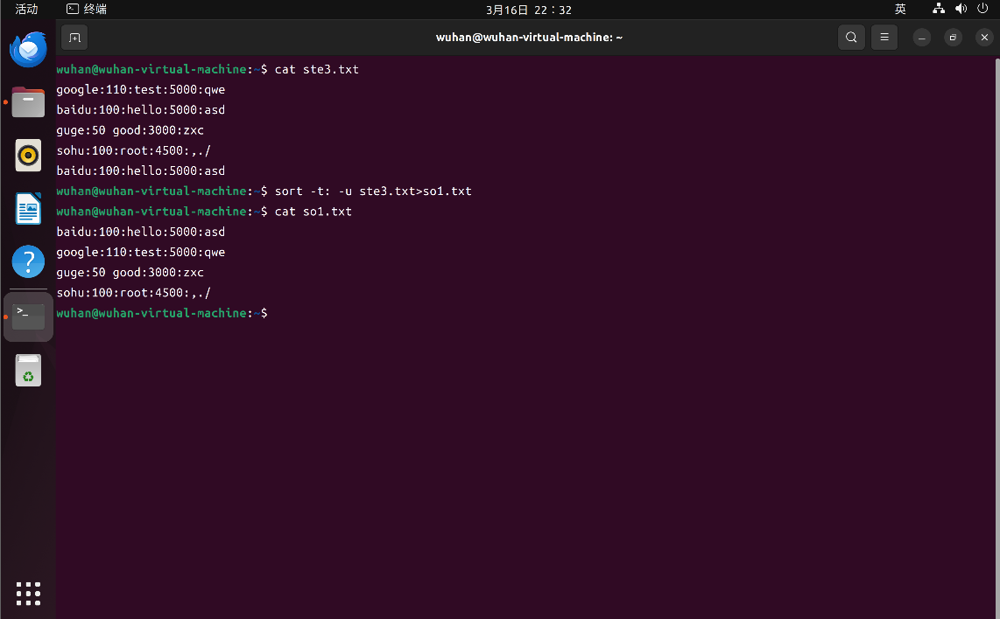 活动 终端 3月16日 22：32 英
wuhan@wuhan-virtual-machine: ~
wuhan@wuhan-virtual-machine:~$ cat ste3.txt
google:110:test:5000:qwe
baidu:100:hello:5000:asd
guge:50 good:3000:zxc
sohu:100:root:4500:,./
baidu:100:hello:5000:asd
wuhan@wuhan-virtual-machine:~$ sort -t: -u ste3.txt>so1.txt
wuhan@wuhan-virtual-machine:~$ cat so1.txt
baidu:100:hello:5000:asd
google:110:test:5000:qwe
guge:50 good:3000:zxc
sohu:100:root:4500:,./
wuhan@wuhan-virtual-machine:~$